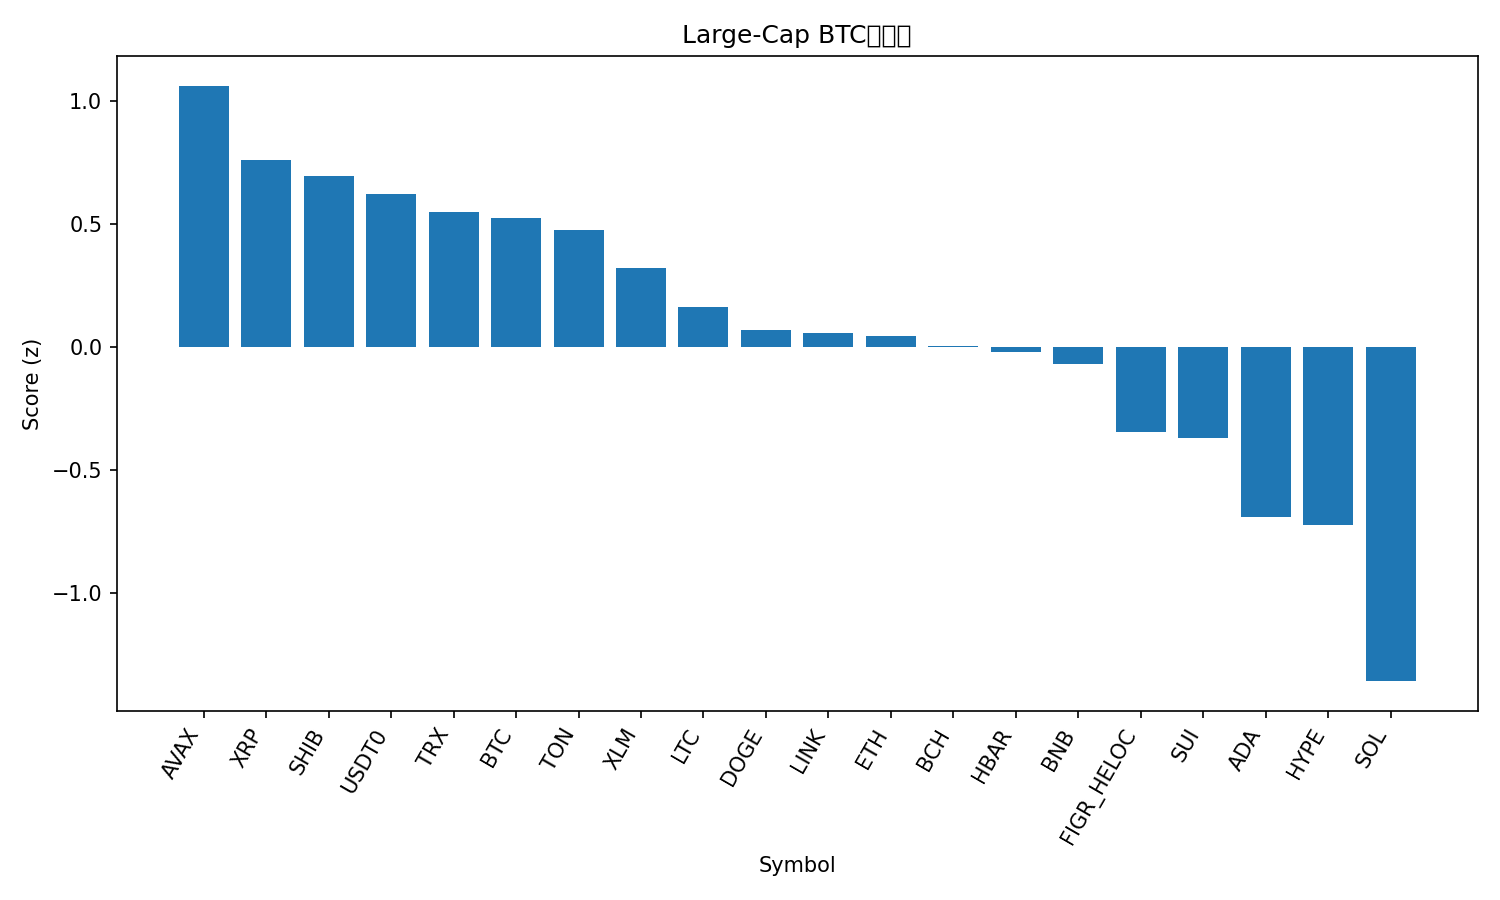 Large-Cap BTC
Score (z)
1.0
0.5
0.0
−0.5
−1.0
AVAX
XRP
SHIB
USDT0
TRX
BTC
TON
XLM
LTC
DOGE
LINK
ETH
BCH
HBAR
BNB
FIGR_HELOC
SUI
ADA
HYPE
SOL
Symbol